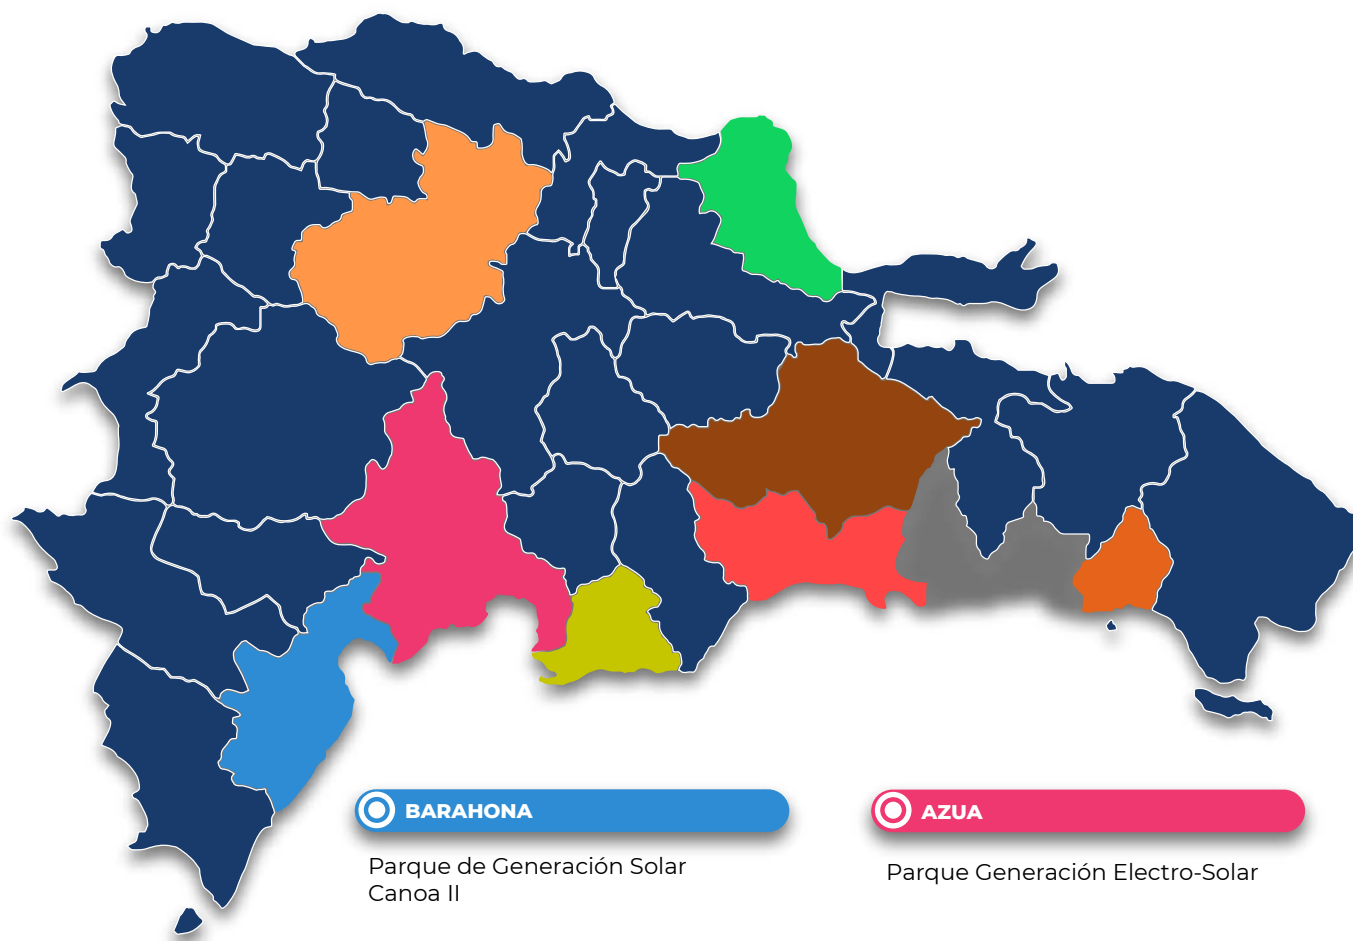 BARAHONA
Parque de Generación Solar
Canoa II
AZUA
Parque Generación Electro-Solar